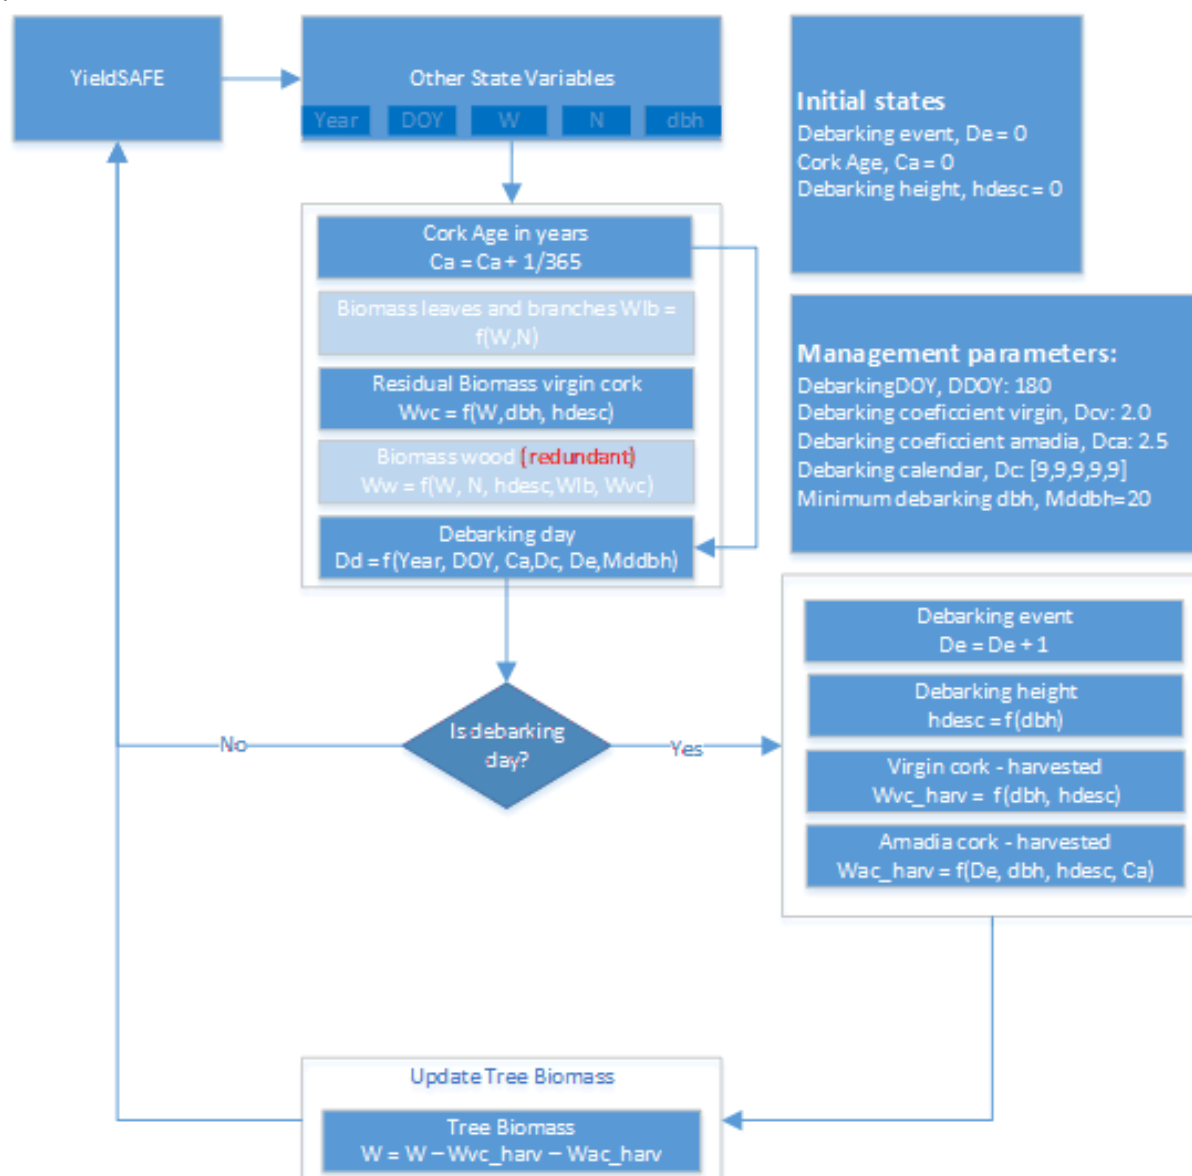 YieldSAFE
Other State Variables
Year DOY W N dbh
Initial states
Debarking event, De = 0
Cork Age, Ca = 0
Debarking height, hdesc = 0
Cork Age in years
Ca = Ca + 1/365
Biomass leaves and branches Wlb =
f(W,N)
Residual Biomass virgin cork
Wvc = f(W,dbh, hdesc)
Biomass wood (redundant)
Ww = f(W, N, hdesc,Wlb, Wvc)
Debarking day
Dd = f(Year, DOY, Ca,Dc, De,Mddbh)
Management parameters:
DebarkingDOY, DDOY: 180
Debarking coeficcient virgin, Dcv: 2.0
Debarking coeficcient amadia, Dca: 2.5
Debarking calendar, Dc: [9,9,9,9,9]
Minimum debarking dbh, Mddbh=20
Is debarking
day?
No
Yes
Debarking event
De = De + 1
Debarking height
hdesc = f(dbh)
Virgin cork - harvested
Wvc_harv = f(dbh, hdesc)
Amadia cork - harvested
Wac_harv = f(De, dbh, hdesc, Ca)
Update Tree Biomass
Tree Biomass
W = W – Wvc_harv – Wac_harv